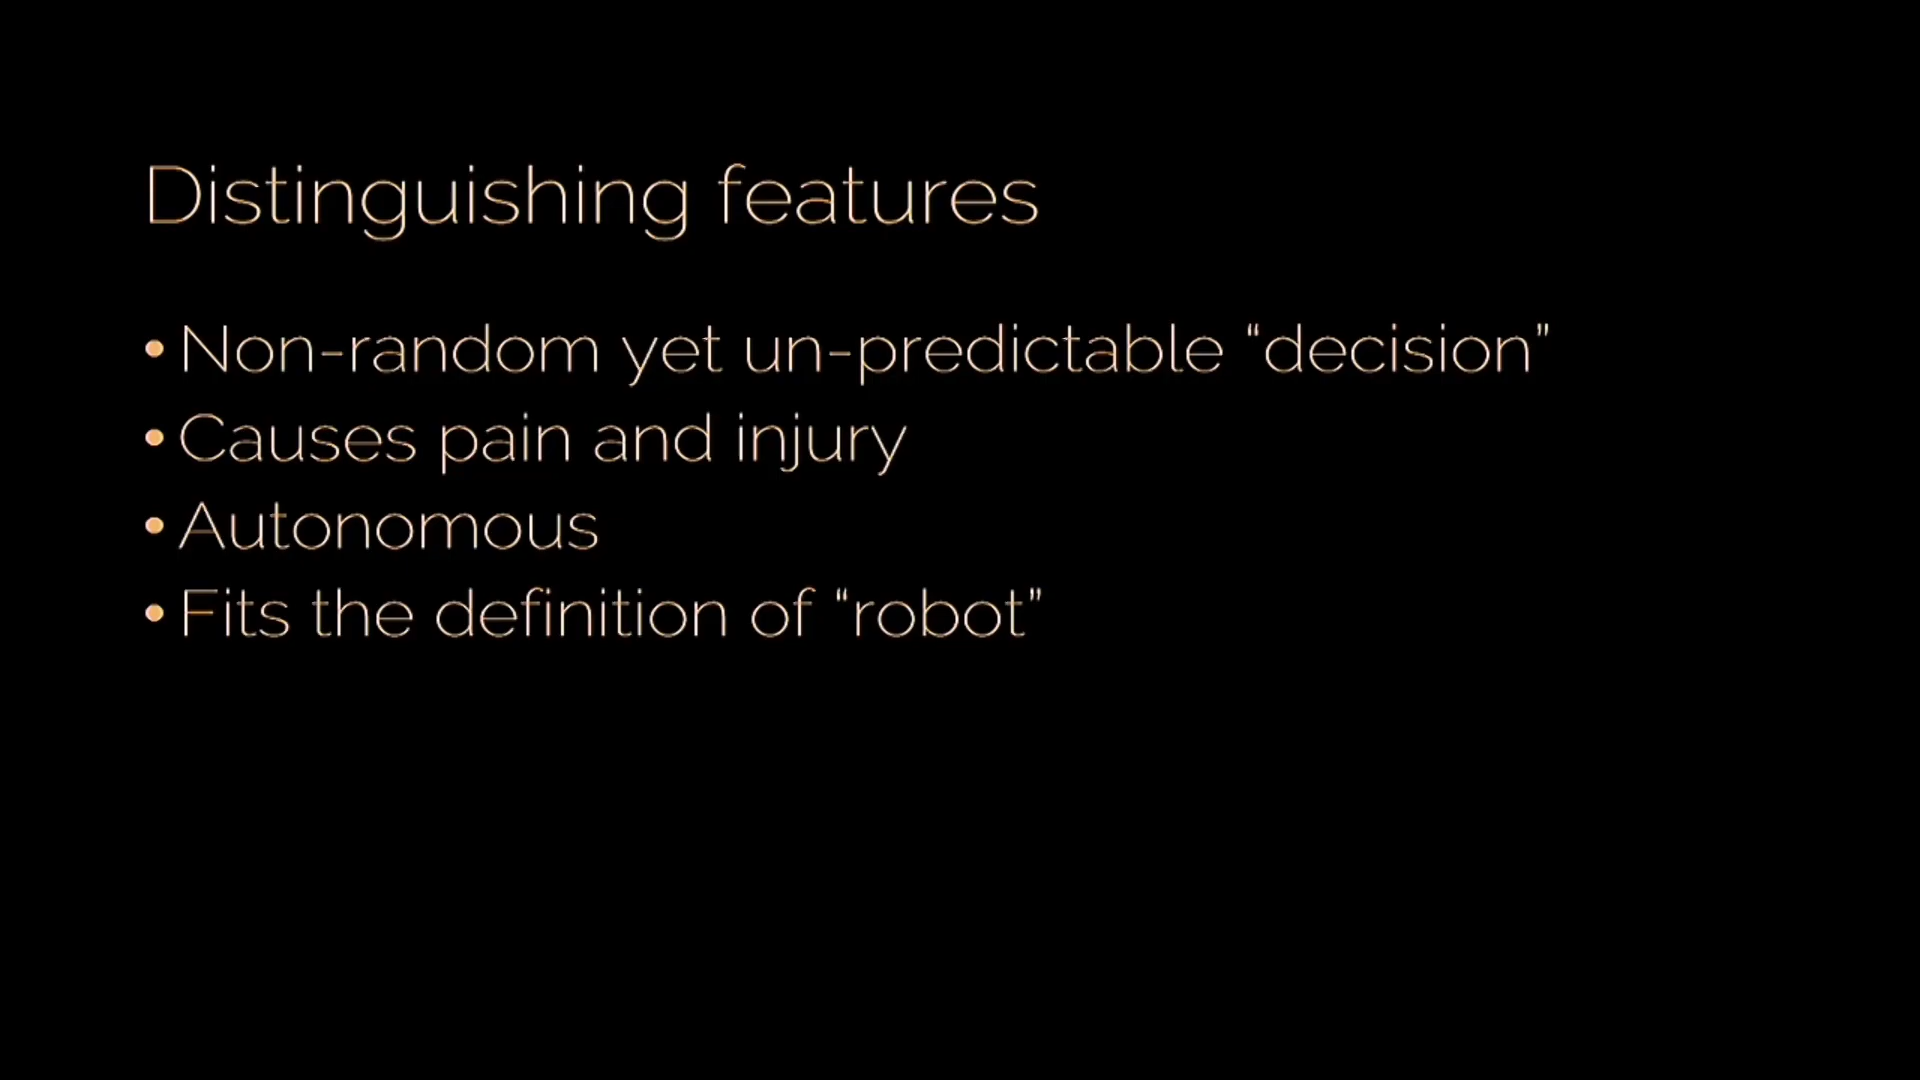 Distinguishing features
• Non-random yet un-predictable “decision”
• Causes pain and injury
• Autonomous
• Fits the definition of “robot”